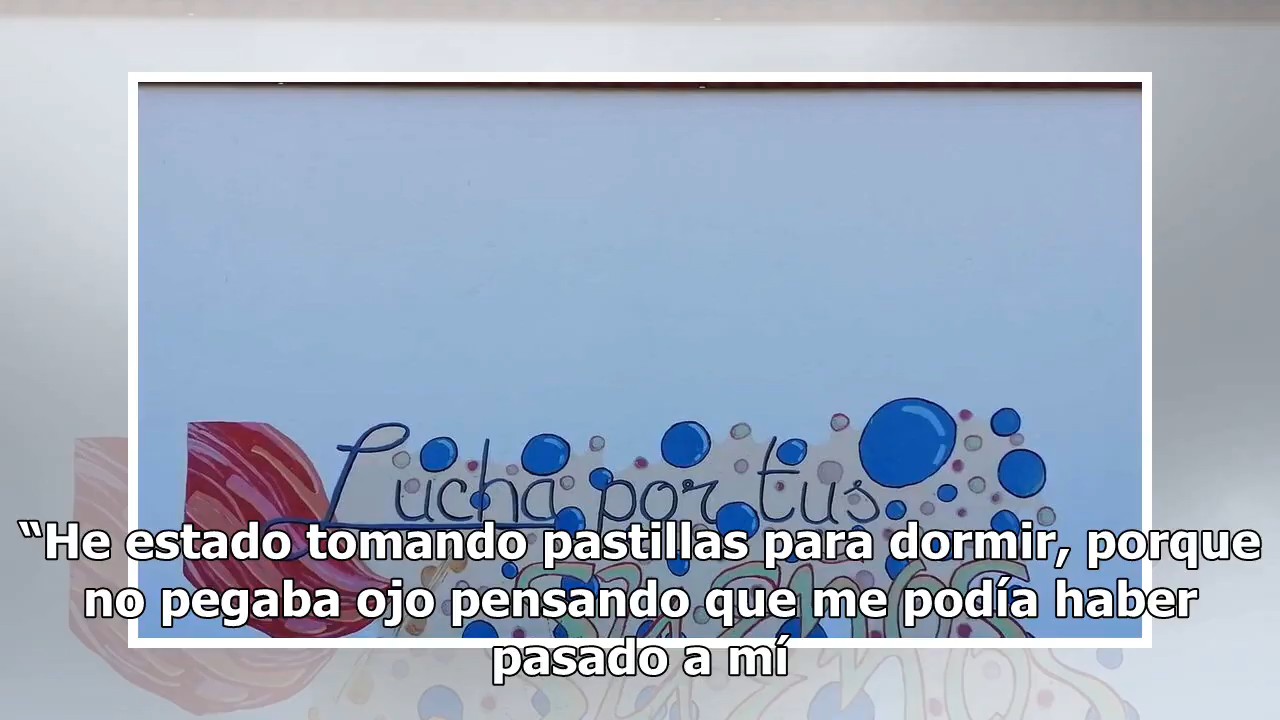 Lucha por tus
sueños
“He estado tomando pastillas para dormir, porque
no pegaba ojo pensando que me podía haber
pasado a mí